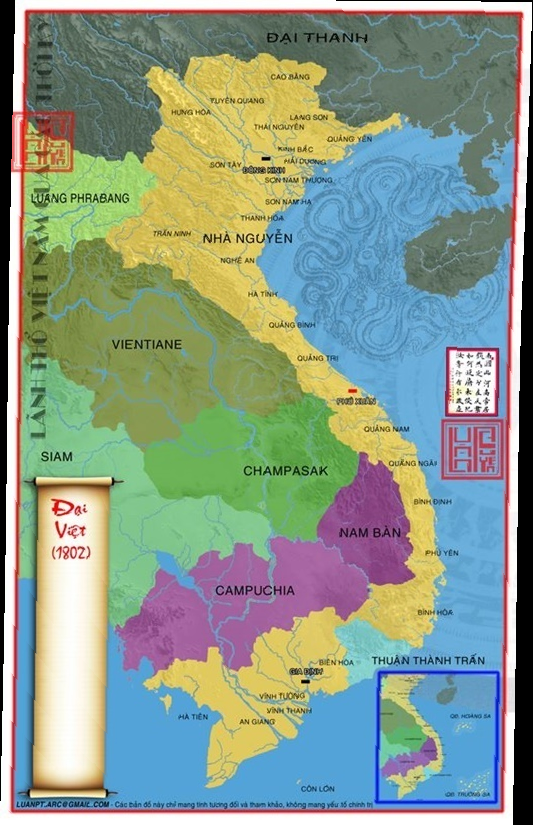 ĐẠI THANH
CAO BẰNG
TUYÊN QUANG
HƯNG HÓA
LẠNG SƠN
THÁI NGUYÊN
QUẢNG YÊN
KINH BẮC
SƠN TÂY
HẢI DƯƠNG
ĐÔNG KINH
SƠN NAM THƯỢNG
LUANG PHRABANG
SƠN NAM HẠ
THANH HÓA
TRẤN NINH
NHÀ NGUYỄN
NGHỆ AN
HÀ TĨNH
QUẢNG BÌNH
VIENTIANE
QUẢNG TRỊ
PHÚ XUÂN
QUẢNG NAM
SIAM
QUẢNG NGÃI
CHAMPASAK
BÌNH ĐỊNH
Đại
Việt
(1802)
NAM BÀN
PHÚ YÊN
CAMPUCHIA
BÌNH HÒA
BIÊN HÒA
THUẬN THÀNH TRẤN
GIA ĐỊNH
VĨNH TƯỜNG
VĨNH THANH
HÀ TIÊN
AN GIANG
QĐ. HOÀNG SA
QĐ. TRƯỜNG SA
CÔN LÔN
LUANPT.ARC@GMAIL.COM - Các bản đồ này chỉ mang tính tương đối và tham khảo, không mang yếu tố chính trị
LÃNH THỔ VIỆT NAM QUA